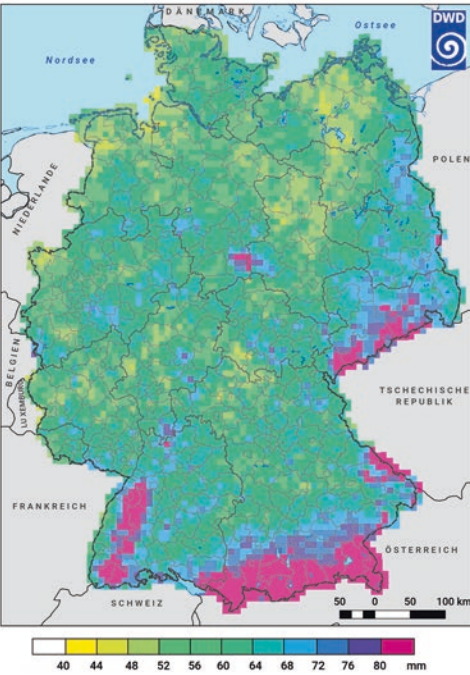 DÄNEMARK
Ostsee
DWD
Nordsee
POLEN
NIEDERLANDE
BELGIEN
LUXEMBURG
TSCHECHISCHE
REPUBLIK
FRANKREICH
ÖSTERREICH
SCHWEIZ
50 0 50 100 km
40 44 48 52 56 60 64 68 72 76 80 mm